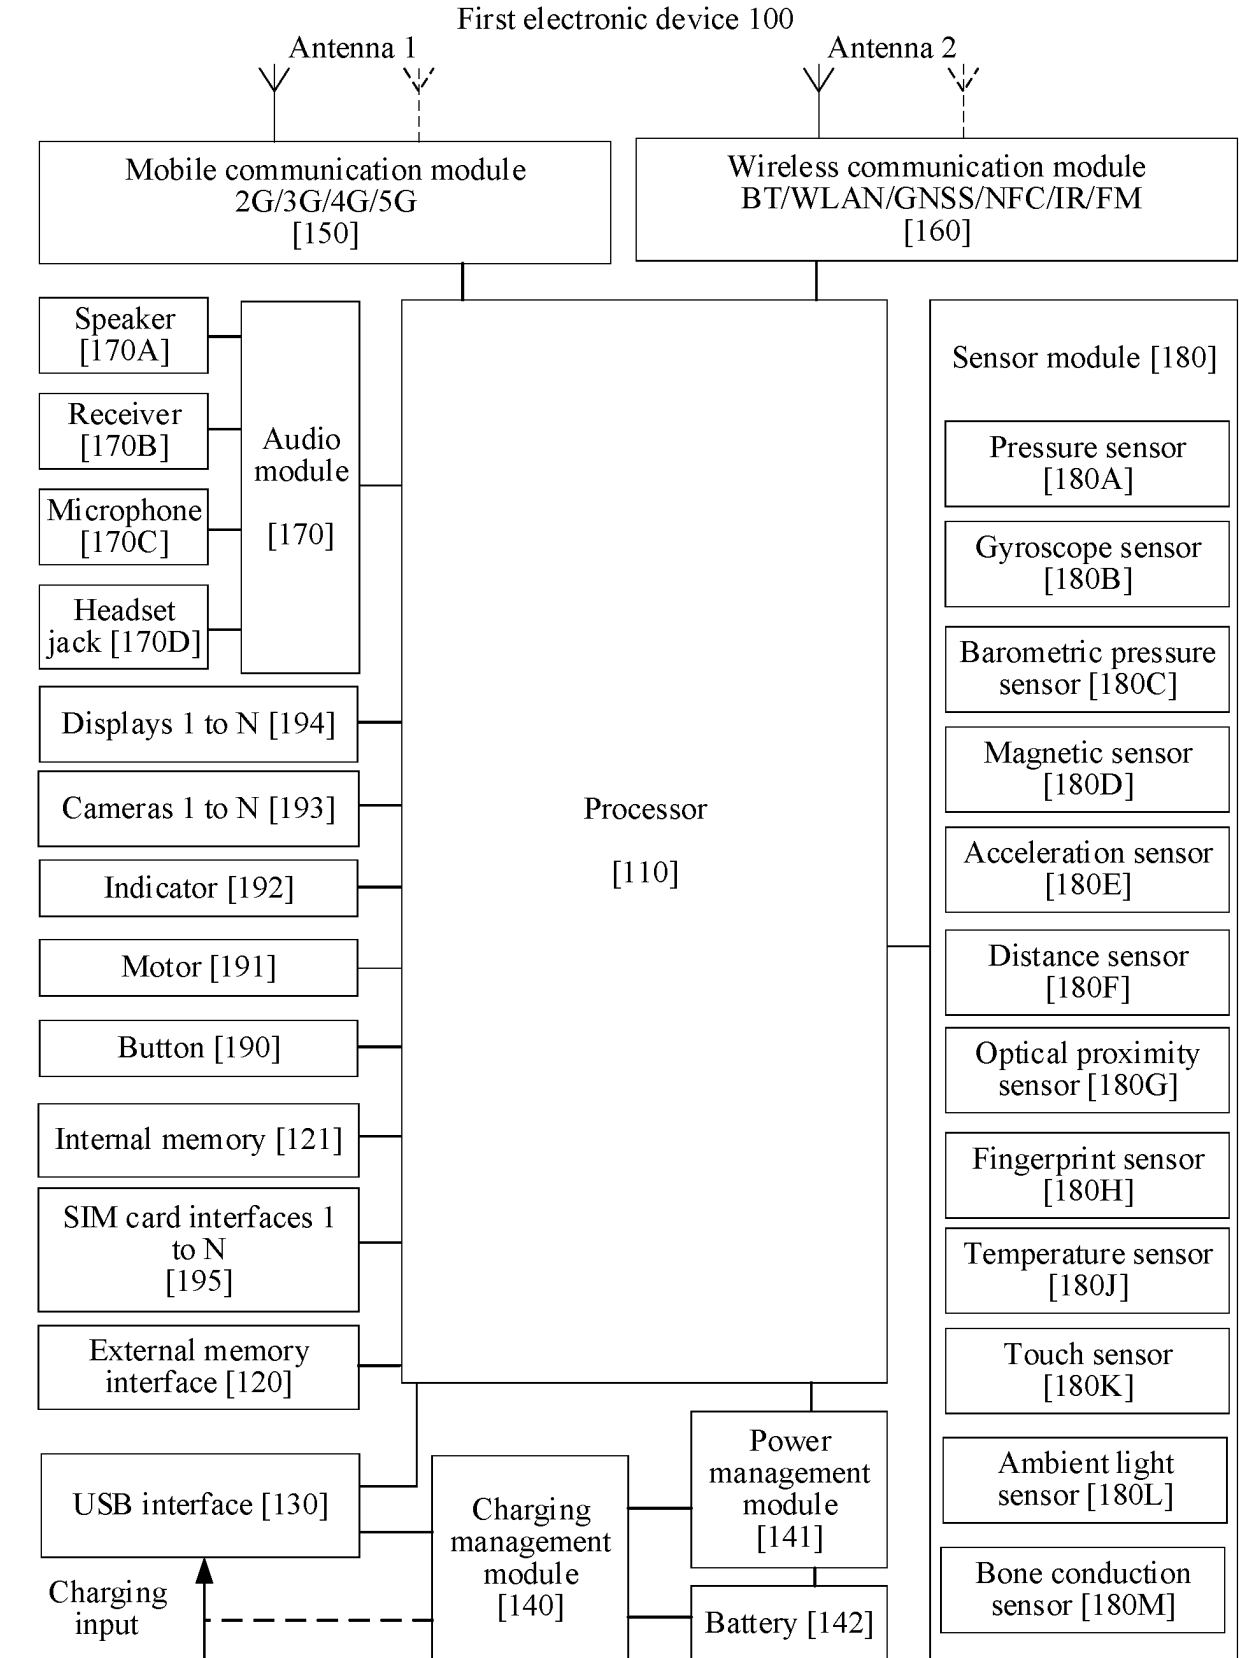 First electronic device 100
Antenna 1
Antenna 2
Mobile communication module
2G/3G/4G/5G
[150]
Wireless communication module
BT/WLAN/GNSS/NFC/IR/FM
[160]
Speaker
[170A]
Receiver
[170B]
Microphone
[170C]
Headset
jack [170D]
Audio
module
[170]
Displays 1 to N [194]
Cameras 1 to N [193]
Indicator [192]
Motor [191]
Button [190]
Internal memory [121]
SIM card interfaces 1
to N
[195]
External memory
interface [120]
Processor
[110]
Sensor module [180]
Pressure sensor
[180A]
Gyroscope sensor
[180B]
Barometric pressure
sensor [180C]
Magnetic sensor
[180D]
Acceleration sensor
[180E]
Distance sensor
[180F]
Optical proximity
sensor [180G]
Fingerprint sensor
[180H]
Temperature sensor
[180J]
Touch sensor
[180K]
Ambient light
sensor [180L]
Bone conduction
sensor [180M]
USB interface [130]
Charging
input
Charging
management
module
[140]
Power
management
module
[141]
Battery [142]